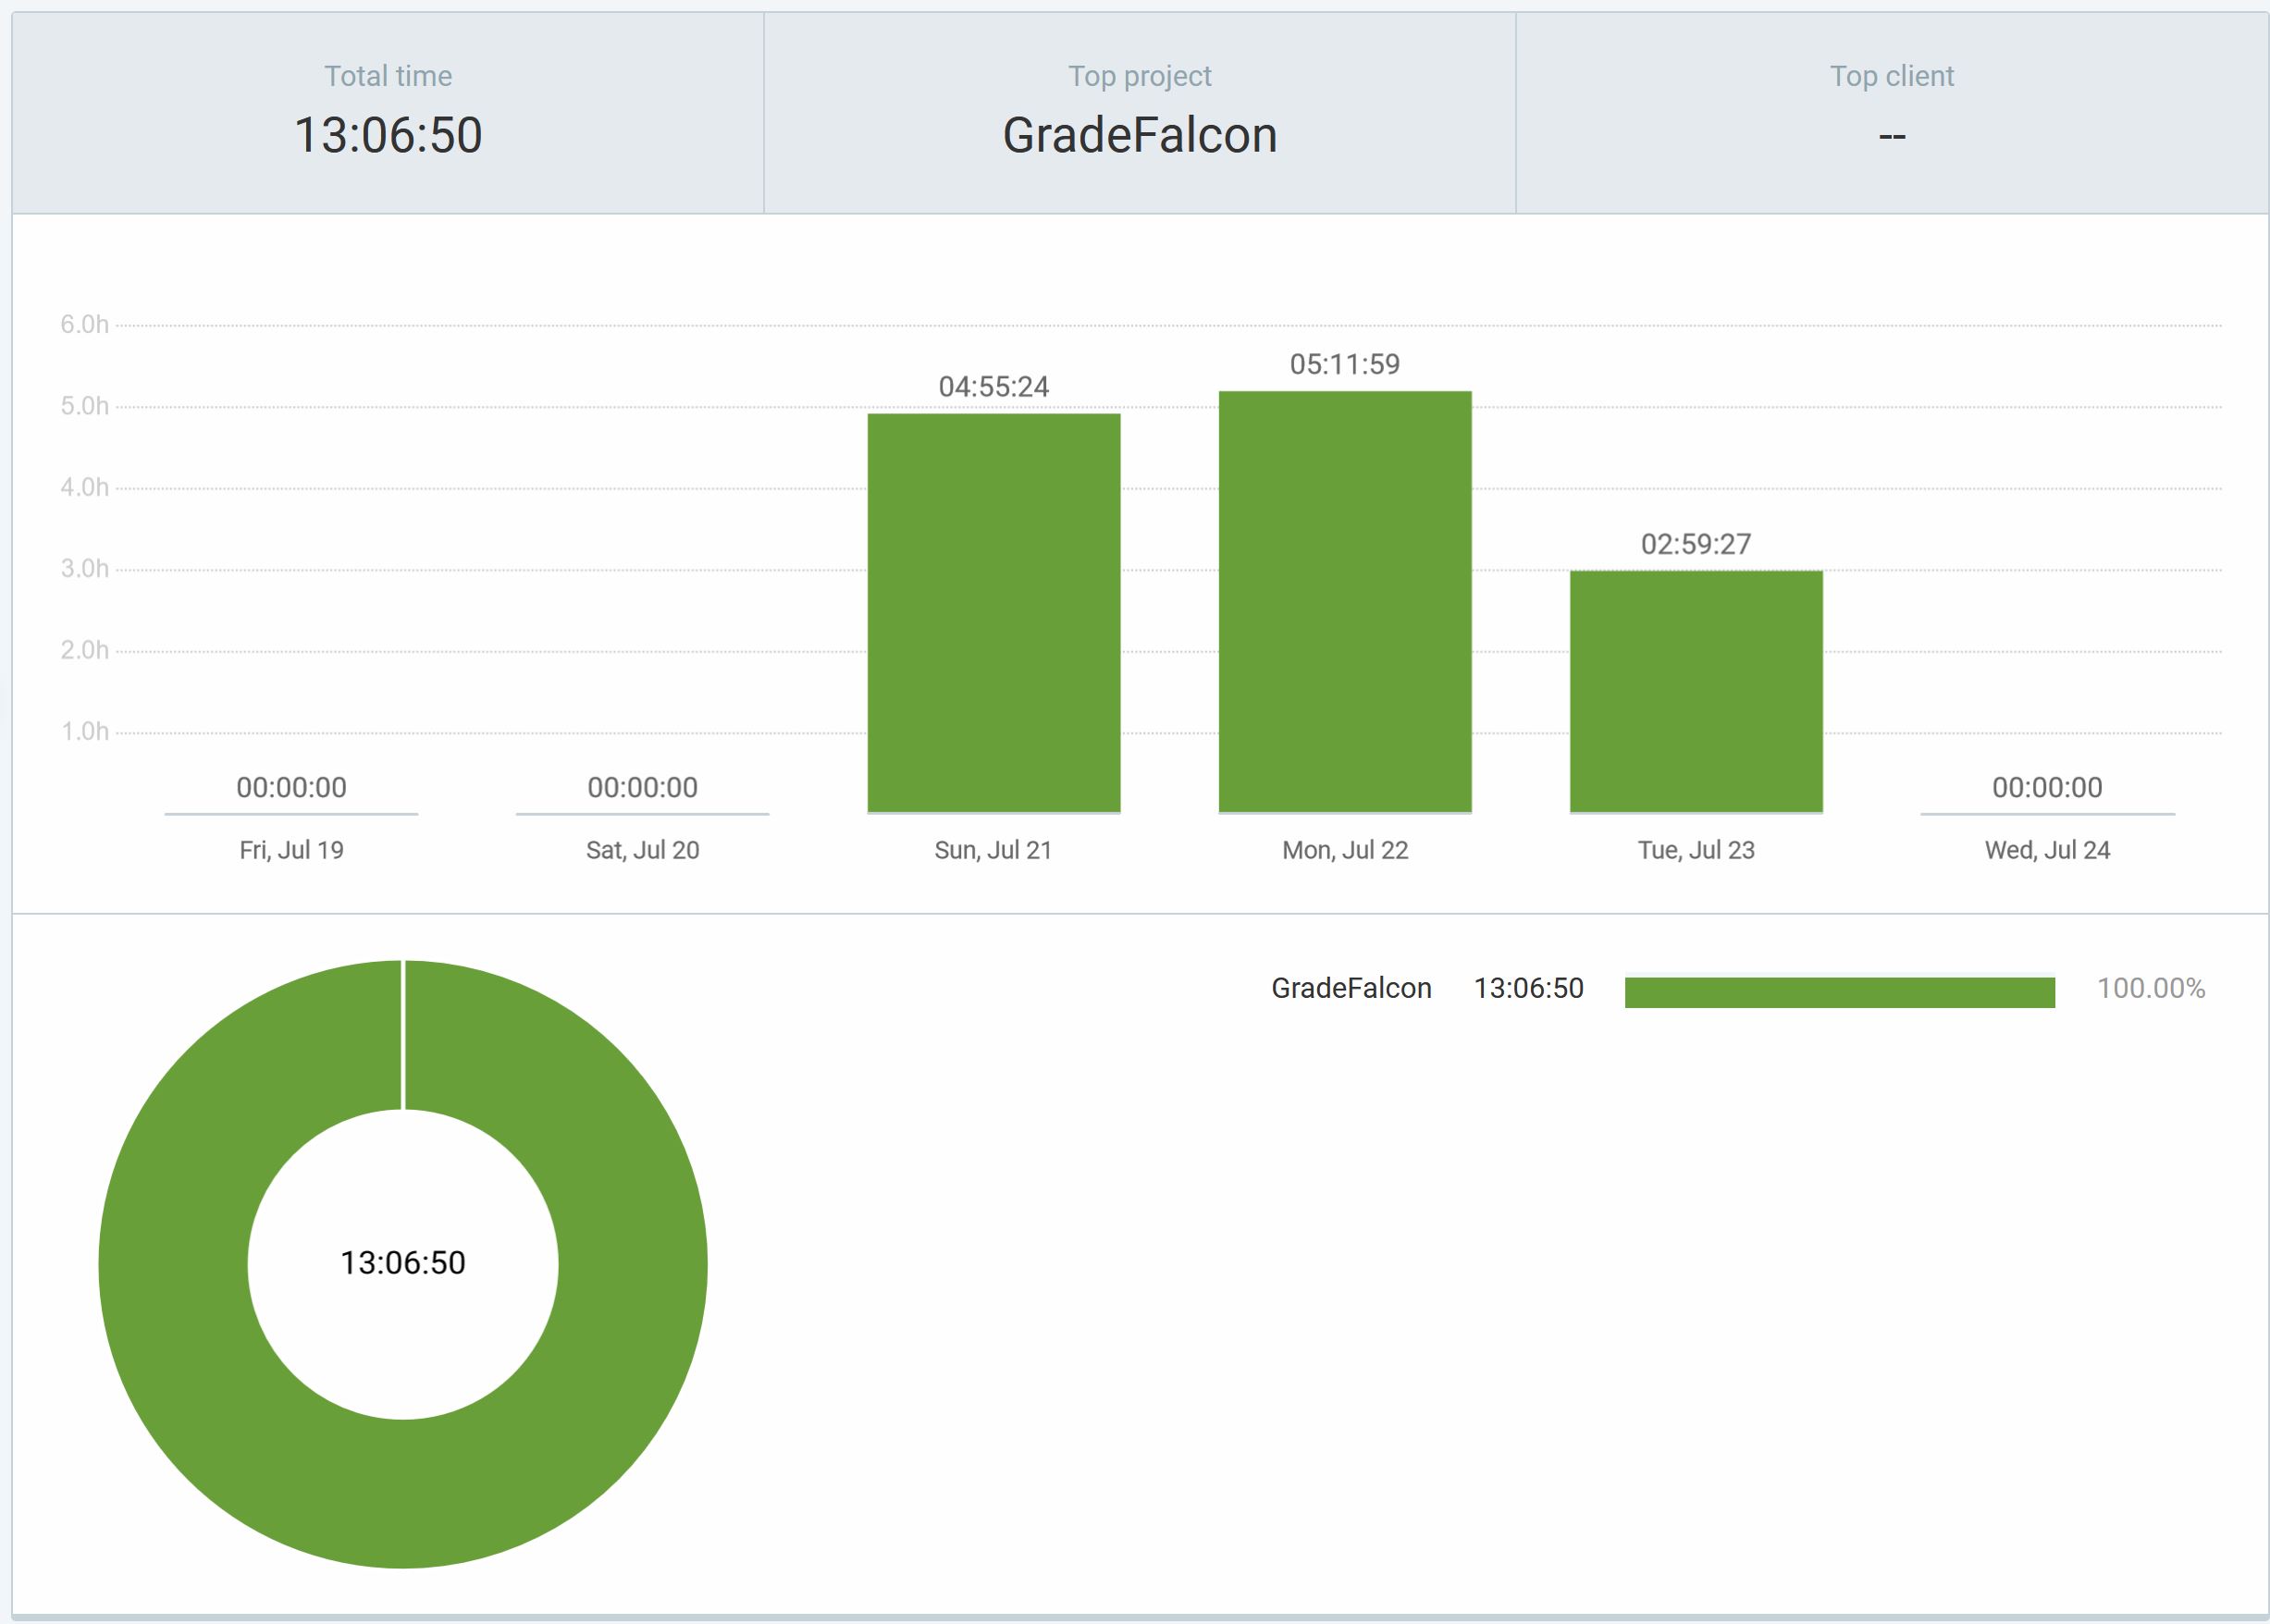 Total time
13:06:50
Top project
GradeFalcon
Top client
--
6.0h
5.0h
4.0h
3.0h
2.0h
1.0h
00:00:00
00:00:00
04:55:24
05:11:59
02:59:27
00:00:00
Fri, Jul 19
Sat, Jul 20
Sun, Jul 21
Mon, Jul 22
Tue, Jul 23
Wed, Jul 24
13:06:50
GradeFalcon 13:06:50 100.00%